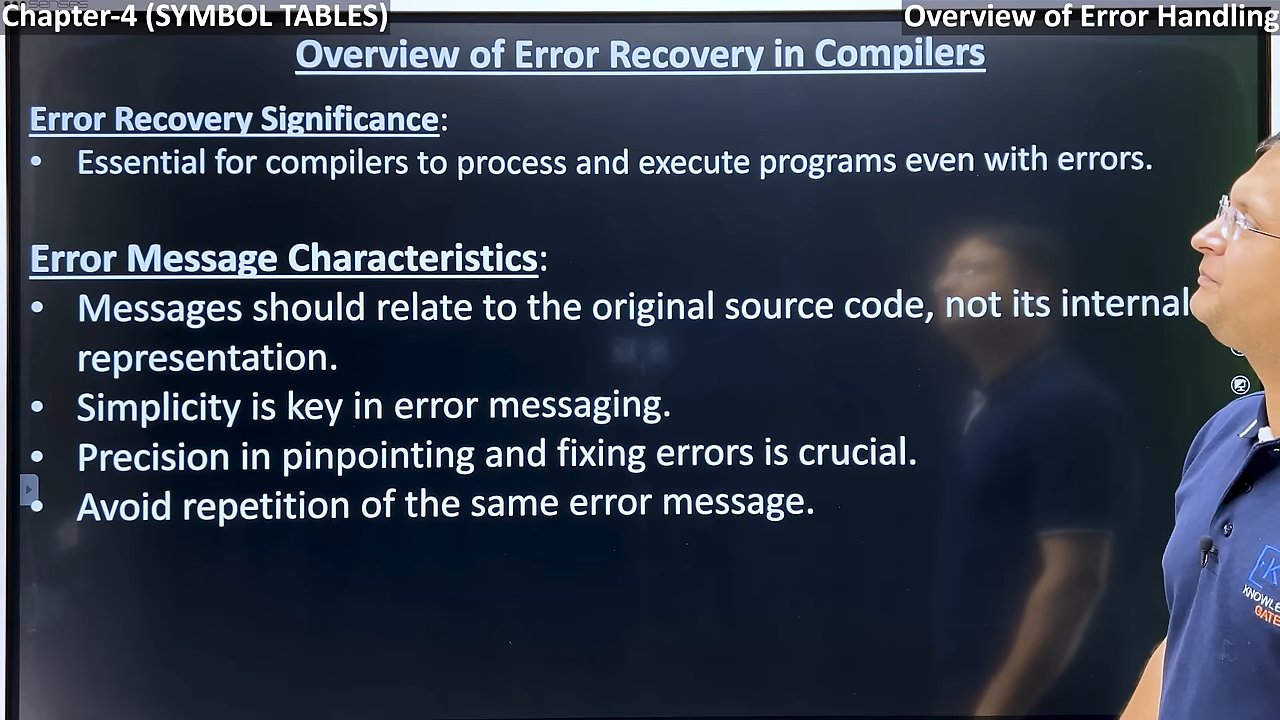 Chapter-4 (SYMBOL TABLES)
Overview of Error Handling
Overview of Error Recovery in Compilers
Error Recovery Significance:
• Essential for compilers to process and execute programs even with errors.
Error Message Characteristics:
• Messages should relate to the original source code, not its internal
representation.
• Simplicity is key in error messaging.
• Precision in pinpointing and fixing errors is crucial.
• Avoid repetition of the same error message.
GATE